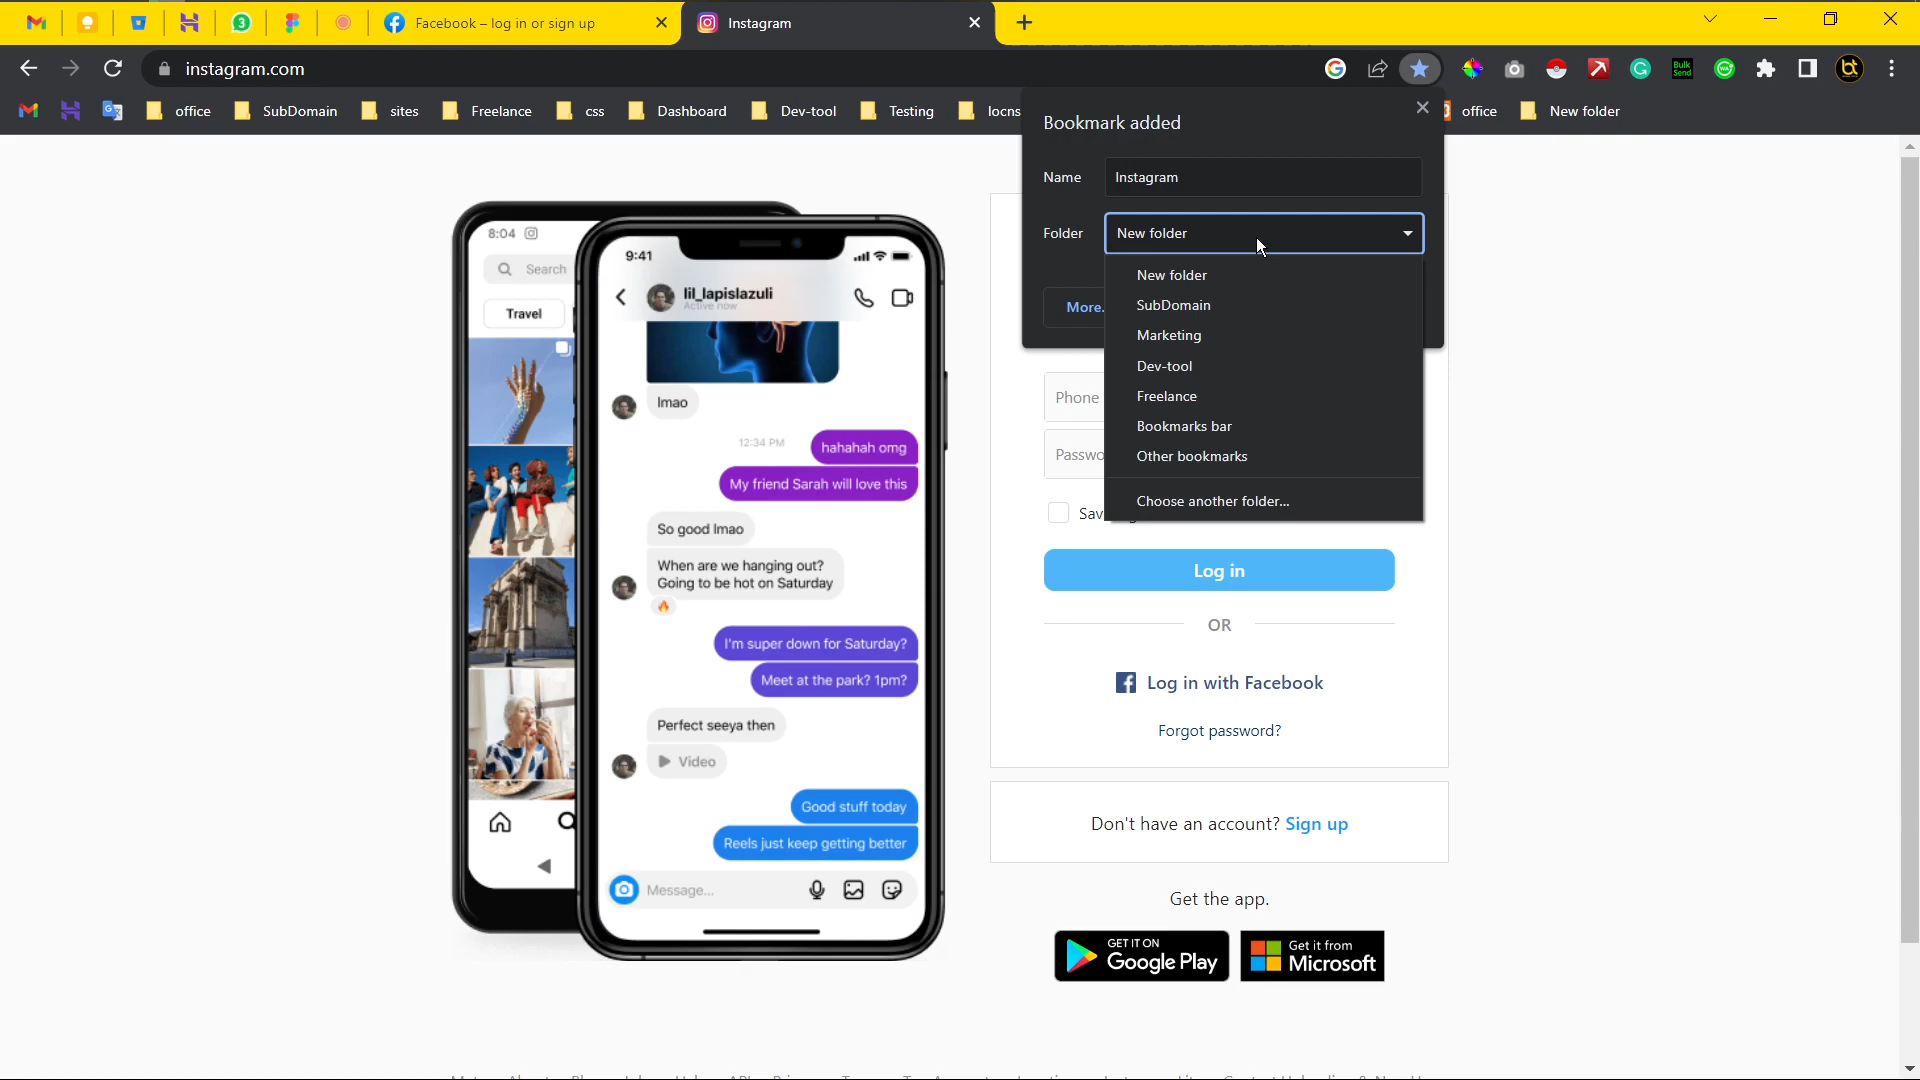 Facebook – log in or sign up
Instagram
instagram.com
office
SubDomain
sites
Freelance
css
Dashboard
Dev-tool
Testing
locns
office
New folder
Bulk
Send
bt
3
Bookmark added
Name
Instagram
Folder
New folder
New folder
SubDomain
Marketing
Dev-tool
Freelance
Bookmarks bar
Other bookmarks
Choose another folder...
More.
Phone
Passwo
Log in
OR
Log in with Facebook
Forgot password?
Don't have an account? Sign up
Get the app.
GET IT ON
Google Play
Get it from
Microsoft
8:04
Search
Travel
9:41
lil_lapislazuli
Active now
lmao
12:34 PM
hahahah omg
My friend Sarah will love this
So good lmao
When are we hanging out?
Going to be hot on Saturday
I'm super down for Saturday?
Meet at the park? 1pm?
Perfect seeya then
Video
Good stuff today
Reels just keep getting better
Message...